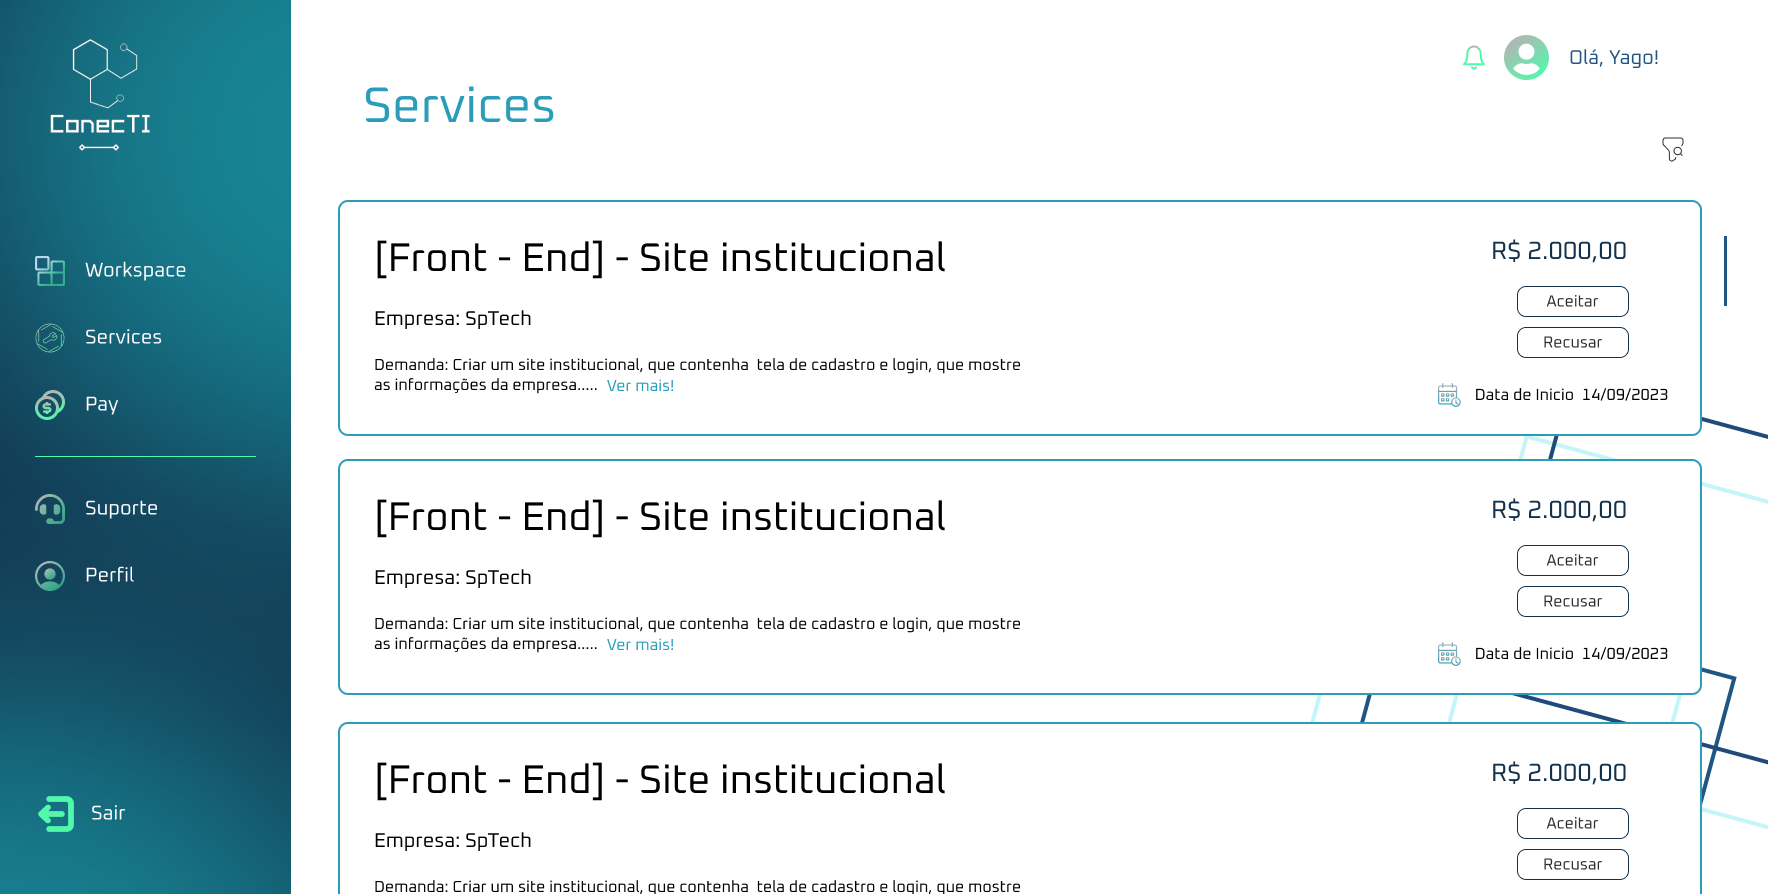 ConecTI
Workspace
Services
Pay
Suporte
Perfil
Sair
Olá, Yago!
Services
[Front - End] - Site institucional
R$ 2.000,00
Aceitar
Recusar
Empresa: SpTech
Demanda: Criar um site institucional, que contenha  tela de cadastro e login, que mostre
as informações da empresa..... Ver mais!
Data de Inicio 14/09/2023
[Front - End] - Site institucional
R$ 2.000,00
Aceitar
Recusar
Empresa: SpTech
Demanda: Criar um site institucional, que contenha  tela de cadastro e login, que mostre
as informações da empresa..... Ver mais!
Data de Inicio 14/09/2023
[Front - End] - Site institucional
R$ 2.000,00
Aceitar
Recusar
Empresa: SpTech
Demanda: Criar um site institucional, que contenha  tela de cadastro e login, que mostre